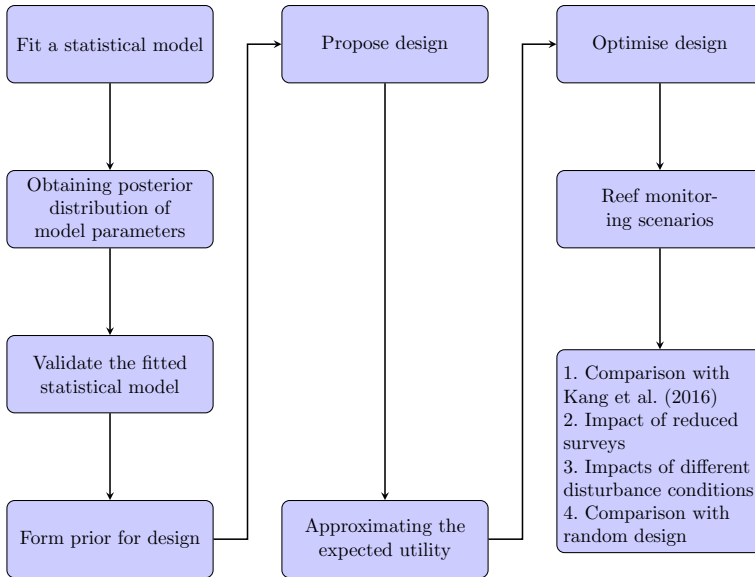 Fit a statistical model
Obtaining posterior
distribution of
model parameters
Validate the fitted
statistical model
Form prior for design
Propose design
Approximating the
expected utility
Optimise design
Reef monitor-
ing scenarios
1. Comparison with
Kang et al. (2016)
2. Impact of reduced
surveys
3. Impacts of different
disturbance conditions
4. Comparison with
random design